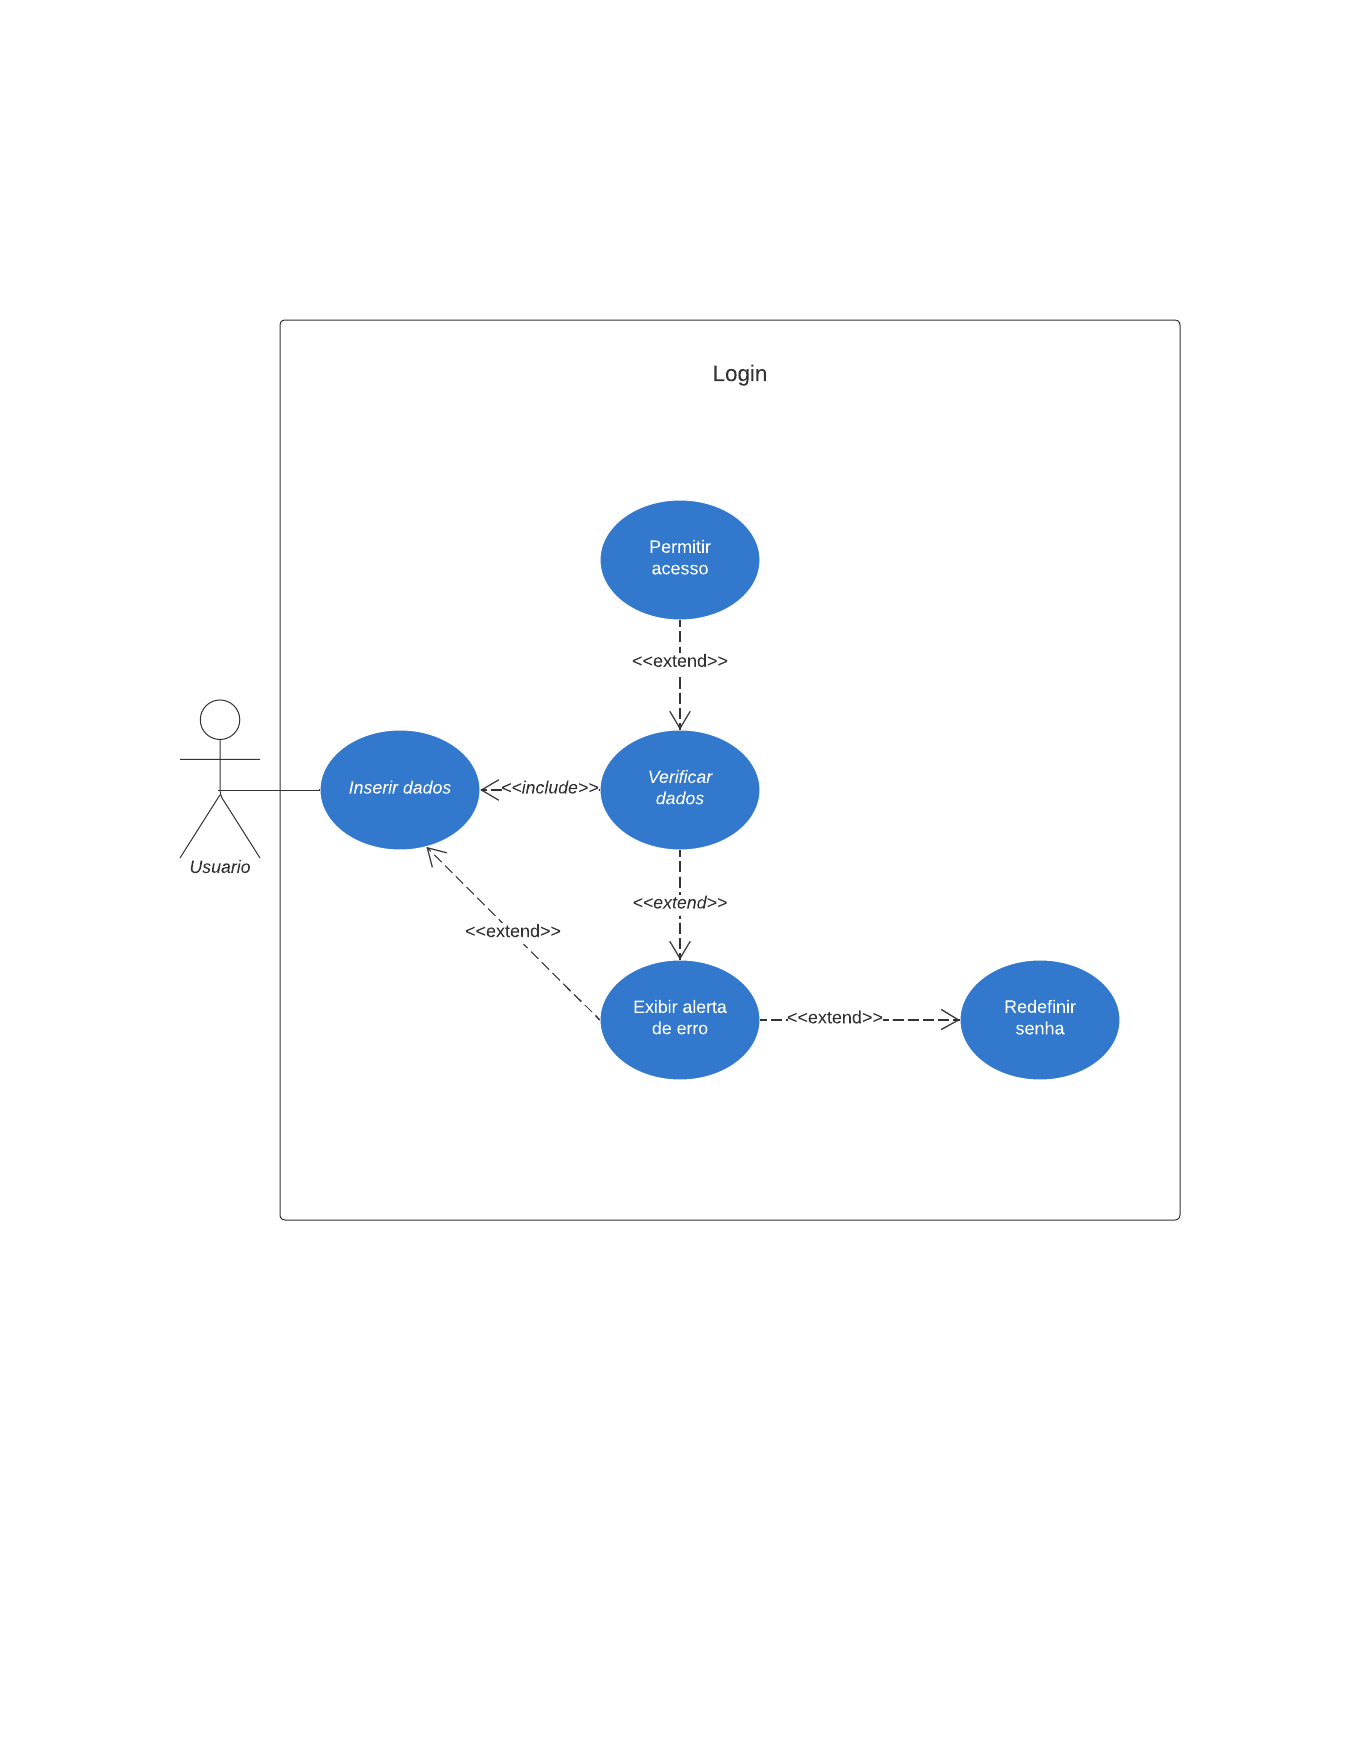 Login
Permitir
acesso
<<extend>>
Inserir dados
<<include>>
Verificar
dados
Usuario
<<extend>>
<<extend>>
Exibir alerta
de erro
<<extend>>
Redefinir
senha